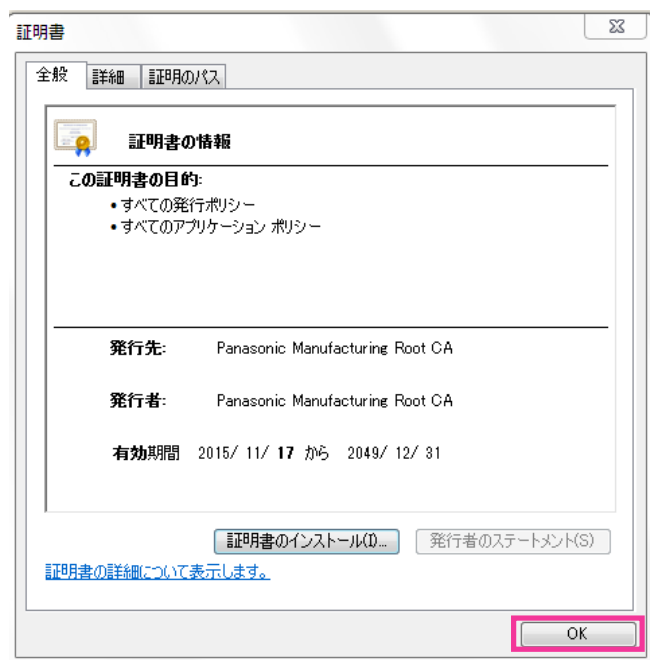 証明書
全般 詳細 証明のパス
証明書の情報
この証明書の目的:
• すべての発行ポリシー
• すべてのアプリケーション ポリシー
発行先: Panasonic Manufacturing Root CA
発行者: Panasonic Manufacturing Root CA
有効期間 2015/ 11/ 17 から 2049/ 12/ 31
証明書のインストール(I)... 発行者のステートメント(S)
証明書の詳細について表示します。
OK